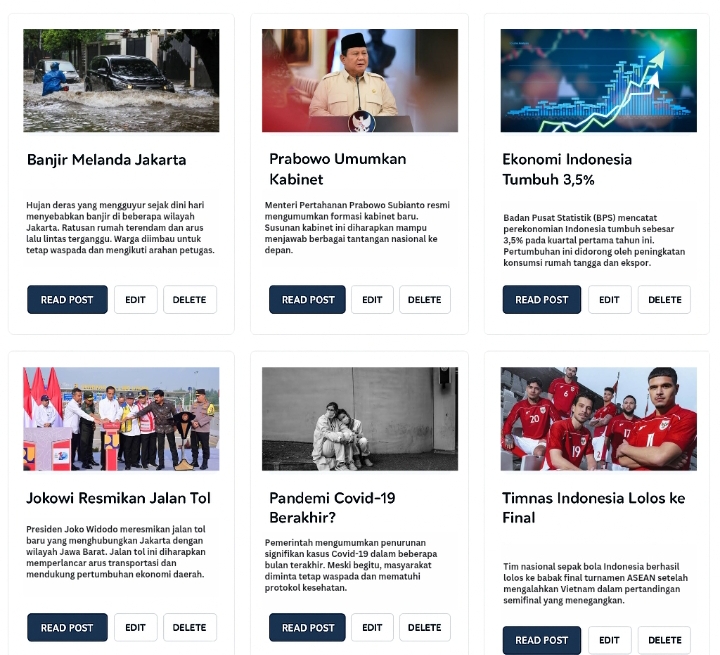 Banjir Melanda Jakarta
Hujan deras yang mengguyur sejak dini hari
menyebabkan banjir di beberapa wilayah
Jakarta. Ratusan rumah terendam dan arus
lalu lintas terganggu. Warga diimbau untuk
tetap waspada dan mengikuti arahan petugas.
READ POST
EDIT
DELETE
Prabowo Umumkan
Kabinet
Menteri Pertahanan Prabowo Subianto resmi
mengumumkan formasi kabinet baru.
Susunan kabinet ini diharapkan mampu
menjawab berbagai tantangan nasional ke
depan.
READ POST
EDIT
DELETE
Ekonomi Indonesia
Tumbuh 3,5%
Badan Pusat Statistik (BPS) mencatat
perekonomian Indonesia tumbuh sebesar
3,5% pada kuartal pertama tahun ini.
Pertumbuhan ini didorong oleh peningkatan
konsumsi rumah tangga dan ekspor.
READ POST
EDIT
DELETE
Jokowi Resmikan Jalan Tol
Presiden Joko Widodo meresmikan jalan tol
baru yang menghubungkan Jakarta dengan
wilayah Jawa Barat. Jalan tol ini diharapkan
memperlancar arus transportasi dan
mendukung pertumbuhan ekonomi daerah.
READ POST
EDIT
DELETE
Pandemi Covid-19
Berakhir?
Pemerintah mengumumkan penurunan
signifikan kasus Covid-19 dalam beberapa
bulan terakhir. Meski begitu, masyarakat
diminta tetap waspada dan mematuhi
protokol kesehatan.
READ POST
EDIT
DELETE
6
20
19
17
11
Timnas Indonesia Lolos ke
Final
Tim nasional sepak bola Indonesia berhasil
lolos ke babak final turnamen ASEAN setelah
mengalahkan Vietnam dalam pertandingan
semifinal yang menegangkan.
READ POST
EDIT
DELETE